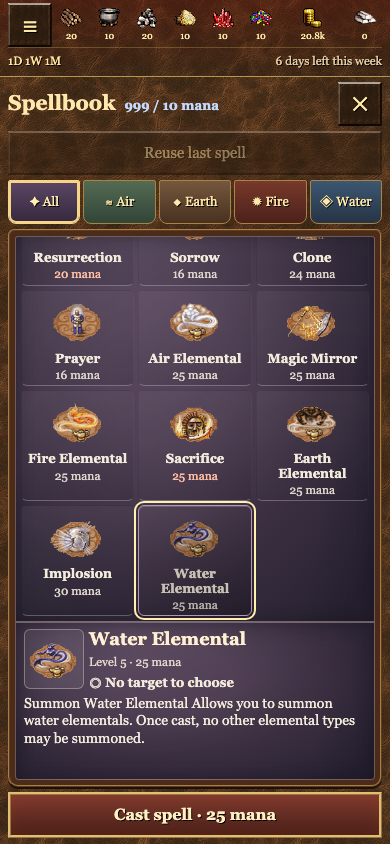 20 10 20 10 10 10 20.8k 0
1D 1W 1M 6 days left this week
Spellbook 999 / 10 mana
Reuse last spell
All Air Earth Fire Water
Resurrection Sorrow Clone
20 mana 16 mana 24 mana
Prayer Air Elemental Magic Mirror
16 mana 25 mana 25 mana
Fire Elemental Sacrifice Earth
Elemental
25 mana 25 mana 25 mana
Implosion Water
Elemental
30 mana 25 mana
Water Elemental
Level 5 · 25 mana
No target to choose
Summon Water Elemental Allows you to summon
water elementals. Once cast, no other elemental types
may be summoned.
Cast spell · 25 mana